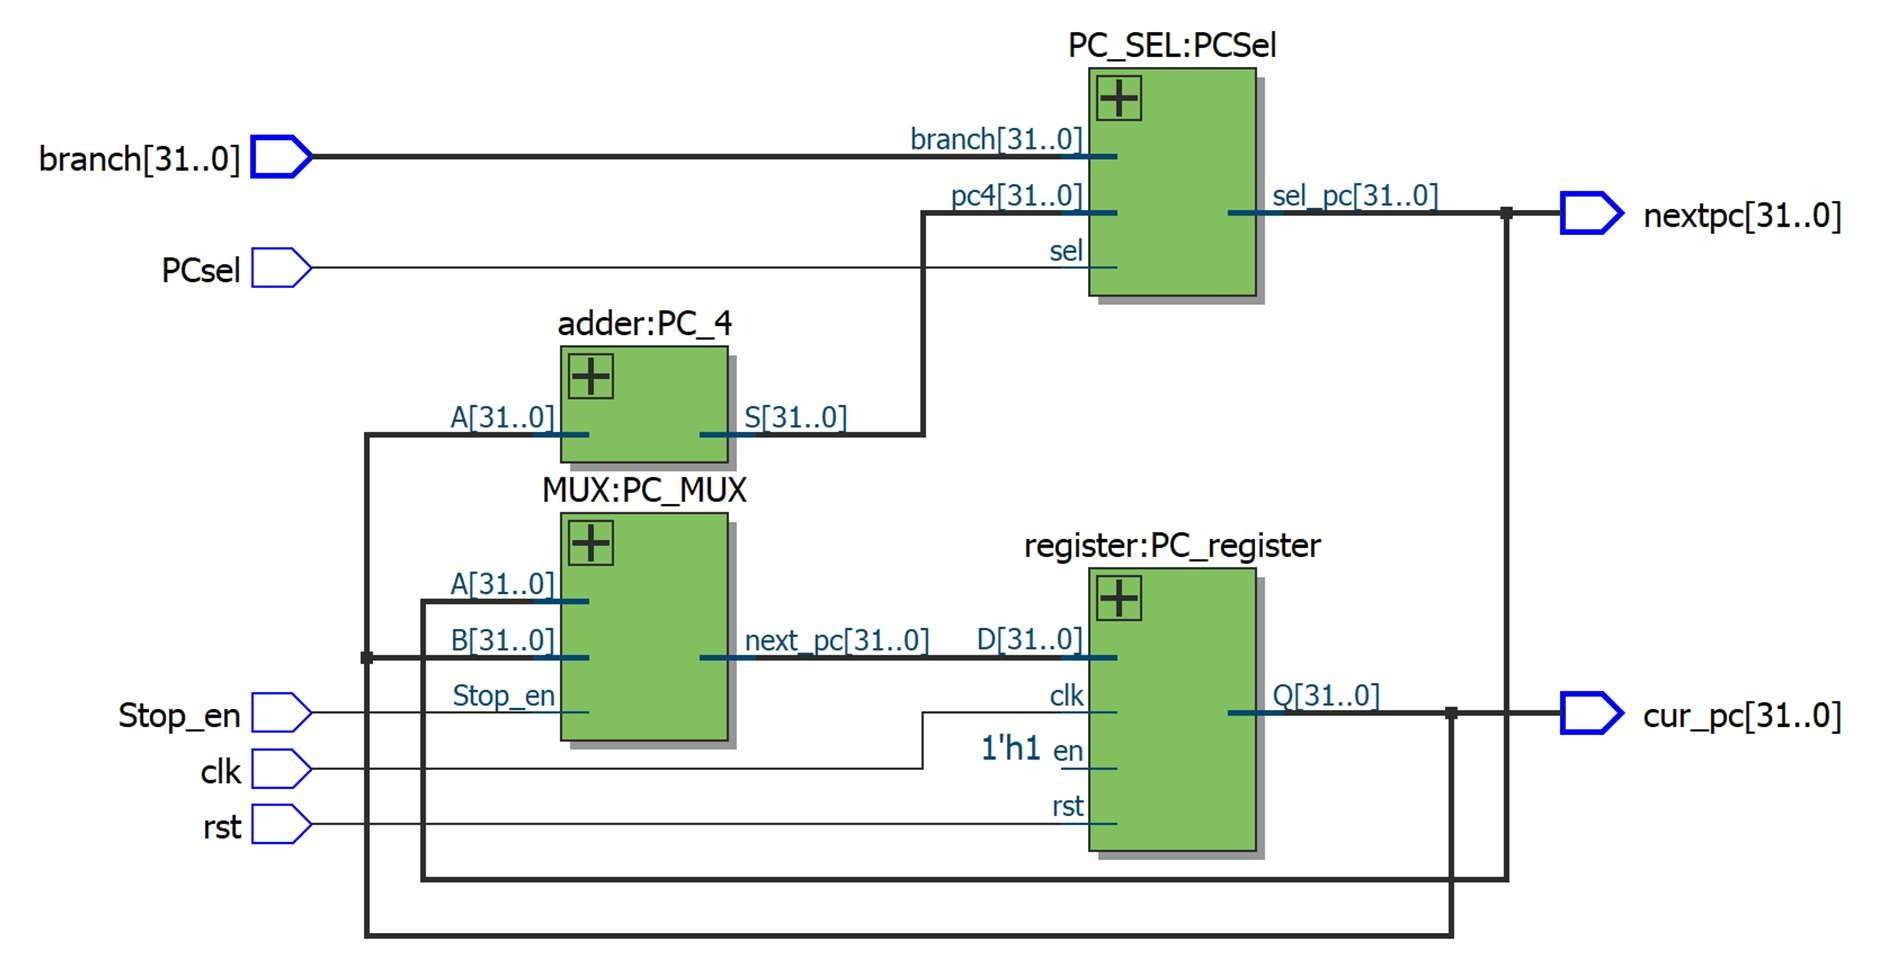 PC_SEL:PCSel
branch[31..0]
branch[31..0]
pc4[31..0]
sel_pc[31..0]
nextpc[31..0]
PCsel
sel
adder:PC_4
A[31..0]
S[31..0]
MUX:PC_MUX
register:PC_register
A[31..0]
B[31..0]
next_pc[31..0]
D[31..0]
Stop_en
Stop_en
clk
Q[31..0]
cur_pc[31..0]
clk
1'h1
en
rst
rst